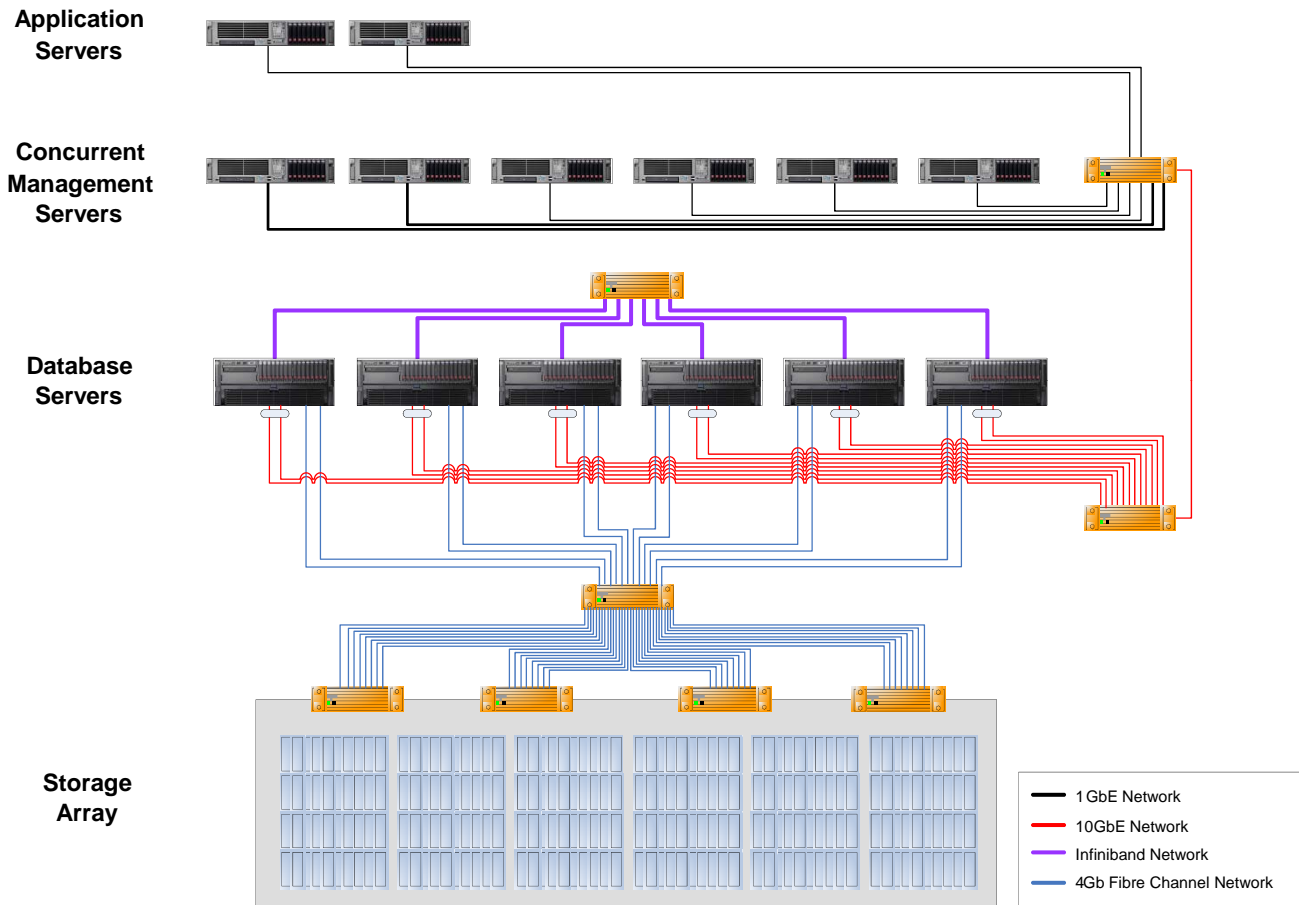 Application
Servers
Concurrent
Management
Servers
Database
Servers
Storage
Array
1GbE Network
10GbE Network
Infiniband Network
4Gb Fibre Channel Network